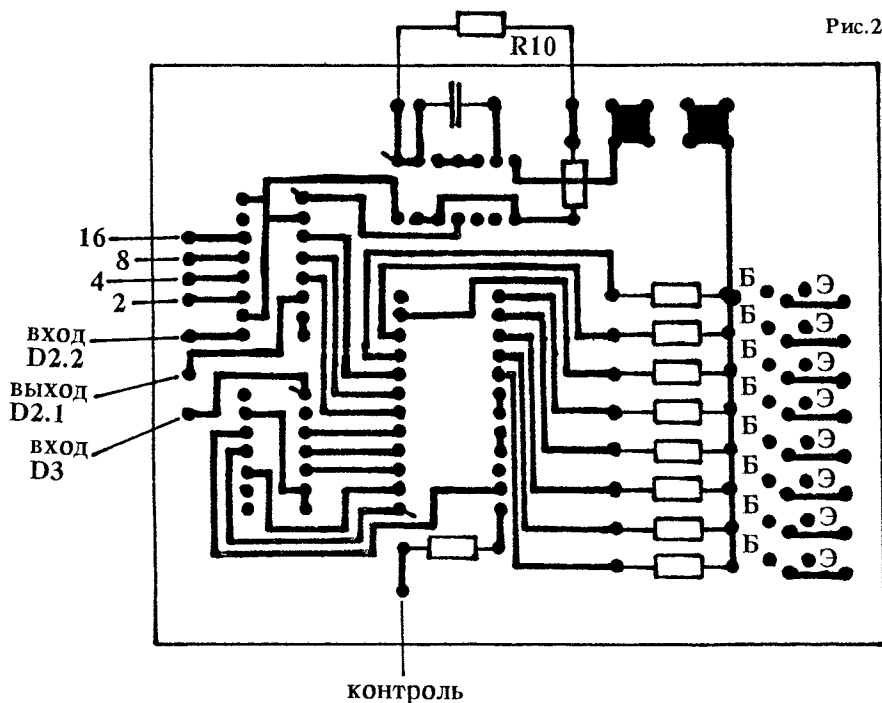 Рис.2
R10
16
8
4
2
вход
D2.2
выход
D2.1
вход
D3
Б Э
Б Э
Б Э
Б Э
Б Э
Б Э
Б Э
Б Э
контроль